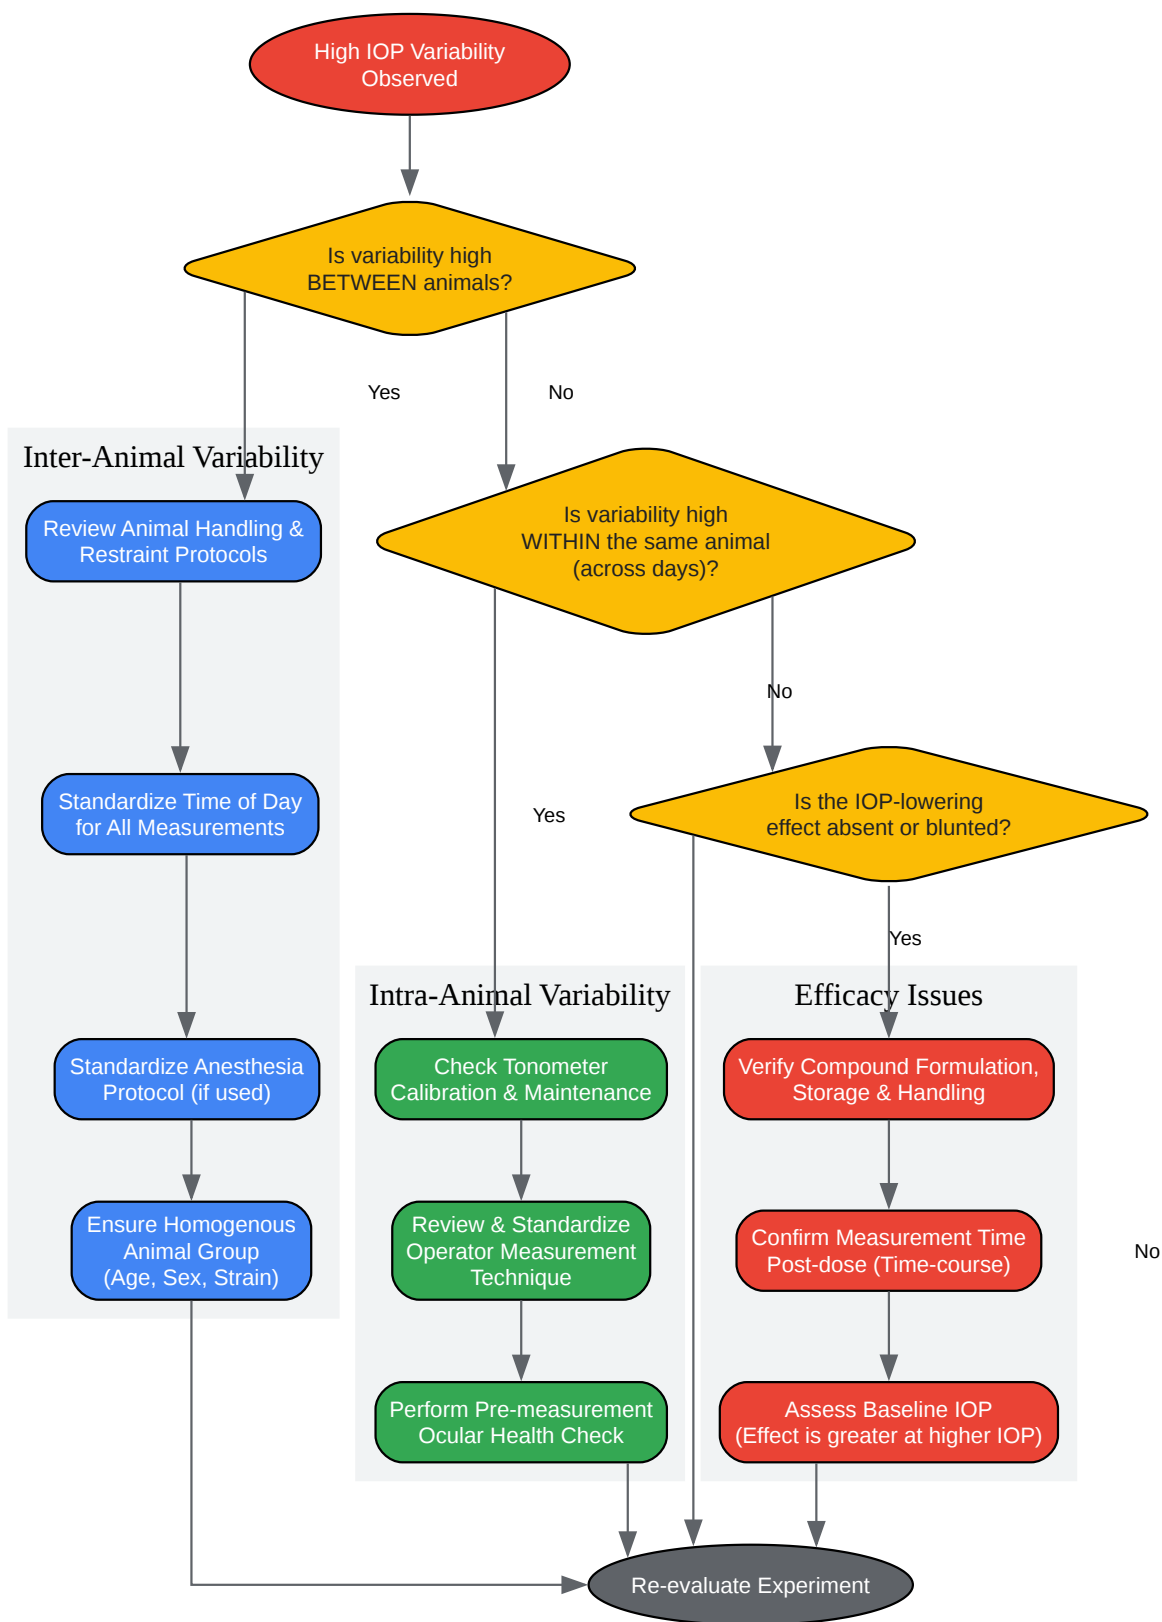 High IOP Variability
Observed
Is variability high
BETWEEN animals?
Yes
No
Inter-Animal Variability
Review Animal Handling &
Restraint Protocols
Is variability high
WITHIN the same animal
(across days)?
No
Standardize Time of Day
for All Measurements
Yes
Is the IOP-lowering
effect absent or blunted?
Yes
Intra-Animal Variability
Efficacy Issues
Standardize Anesthesia
Protocol (if used)
Check Tonometer
Calibration & Maintenance
Verify Compound Formulation,
Storage & Handling
Ensure Homogenous
Animal Group
(Age, Sex, Strain)
Review & Standardize
Operator Measurement
Technique
Confirm Measurement Time
Post-dose (Time-course)
No
Perform Pre-measurement
Ocular Health Check
Assess Baseline IOP
(Effect is greater at higher IOP)
Re-evaluate Experiment